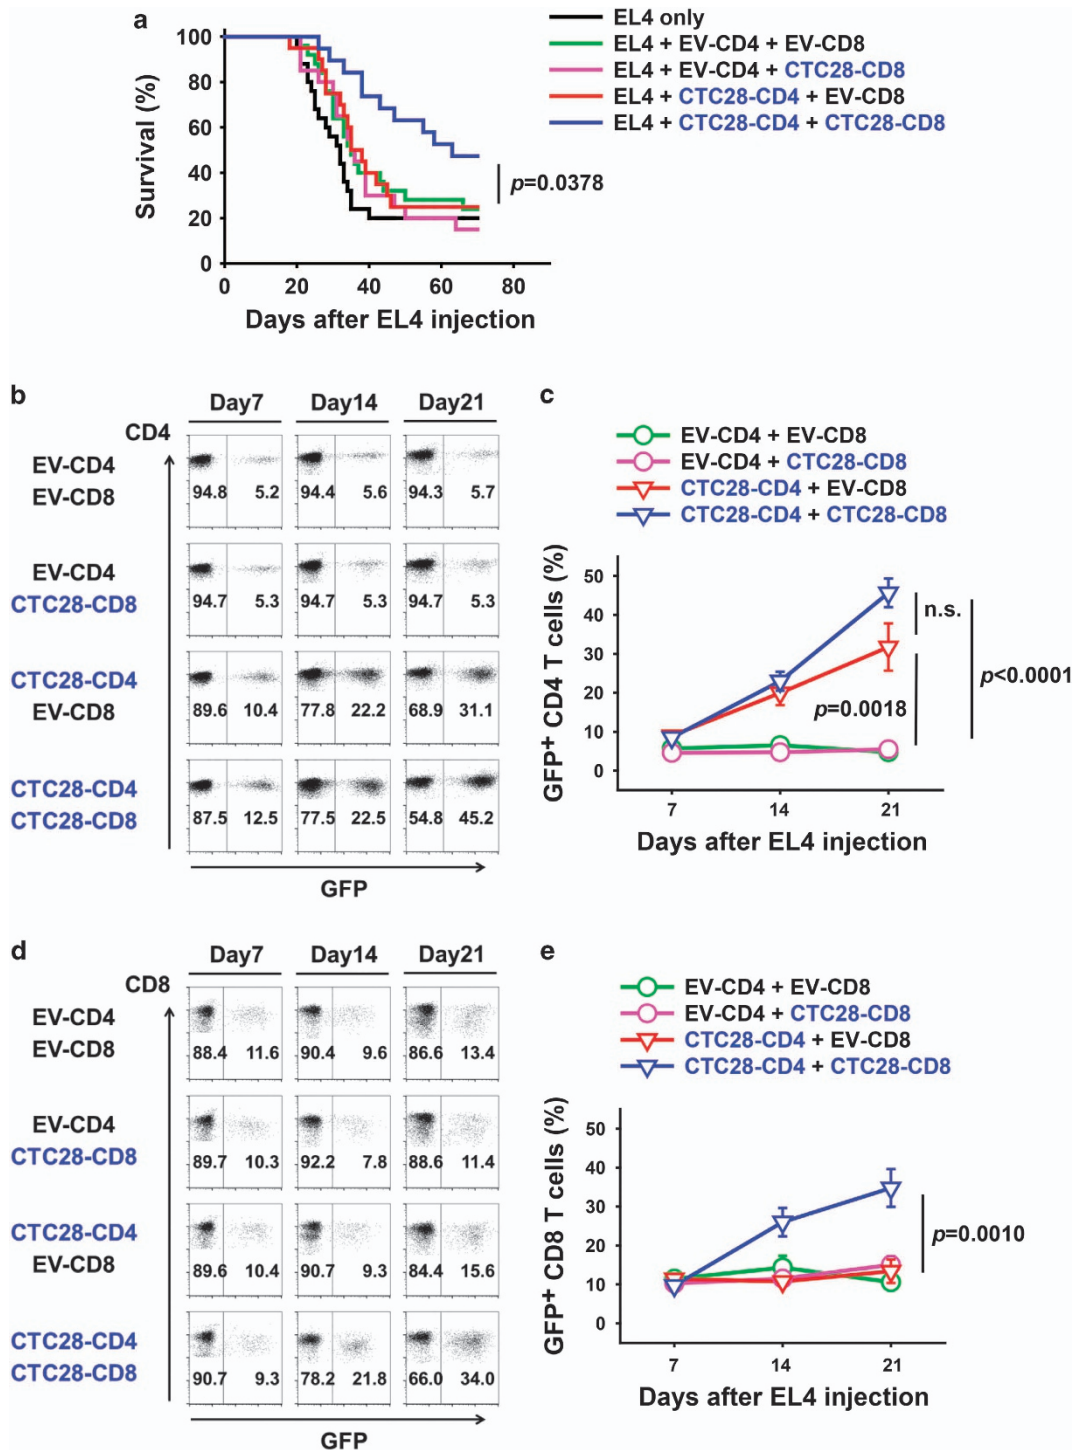 a
EL4 only
EL4 + EV-CD4 + EV-CD8
EL4 + EV-CD4 + CTC28-CD8
EL4 + CTC28-CD4 + EV-CD8
EL4 + CTC28-CD4 + CTC28-CD8
Survival (%)
100
80
60
40
20
0
p=0.0378
0 20 40 60 80
Days after EL4 injection
b
Day7 Day14 Day21
CD4
EV-CD4
EV-CD8
94.8 5.2 94.4 5.6 94.3 5.7
EV-CD4
CTC28-CD8
94.7 5.3 94.7 5.3 94.7 5.3
CTC28-CD4
EV-CD8
89.6 10.4 77.8 22.2 68.9 31.1
CTC28-CD4
CTC28-CD8
87.5 12.5 77.5 22.5 54.8 45.2
GFP
c
EV-CD4 + EV-CD8
EV-CD4 + CTC28-CD8
CTC28-CD4 + EV-CD8
CTC28-CD4 + CTC28-CD8
GFP+ CD4 T cells (%)
50
40
30
20
10
0
n.s.
p<0.0001
p=0.0018
7 14 21
Days after EL4 injection
d
Day7 Day14 Day21
CD8
EV-CD4
EV-CD8
88.4 11.6 90.4 9.6 86.6 13.4
EV-CD4
CTC28-CD8
89.7 10.3 92.2 7.8 88.6 11.4
CTC28-CD4
EV-CD8
89.6 10.4 90.7 9.3 84.4 15.6
CTC28-CD4
CTC28-CD8
90.7 9.3 78.2 21.8 66.0 34.0
GFP
e
EV-CD4 + EV-CD8
EV-CD4 + CTC28-CD8
CTC28-CD4 + EV-CD8
CTC28-CD4 + CTC28-CD8
GFP+ CD8 T cells (%)
50
40
30
20
10
0
p=0.0010
7 14 21
Days after EL4 injection